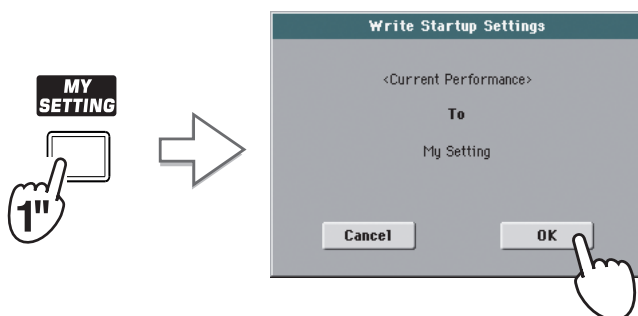 MY
SETTING
1"
Write Startup Settings
<Current Performance>
To
My Setting
Cancel
OK